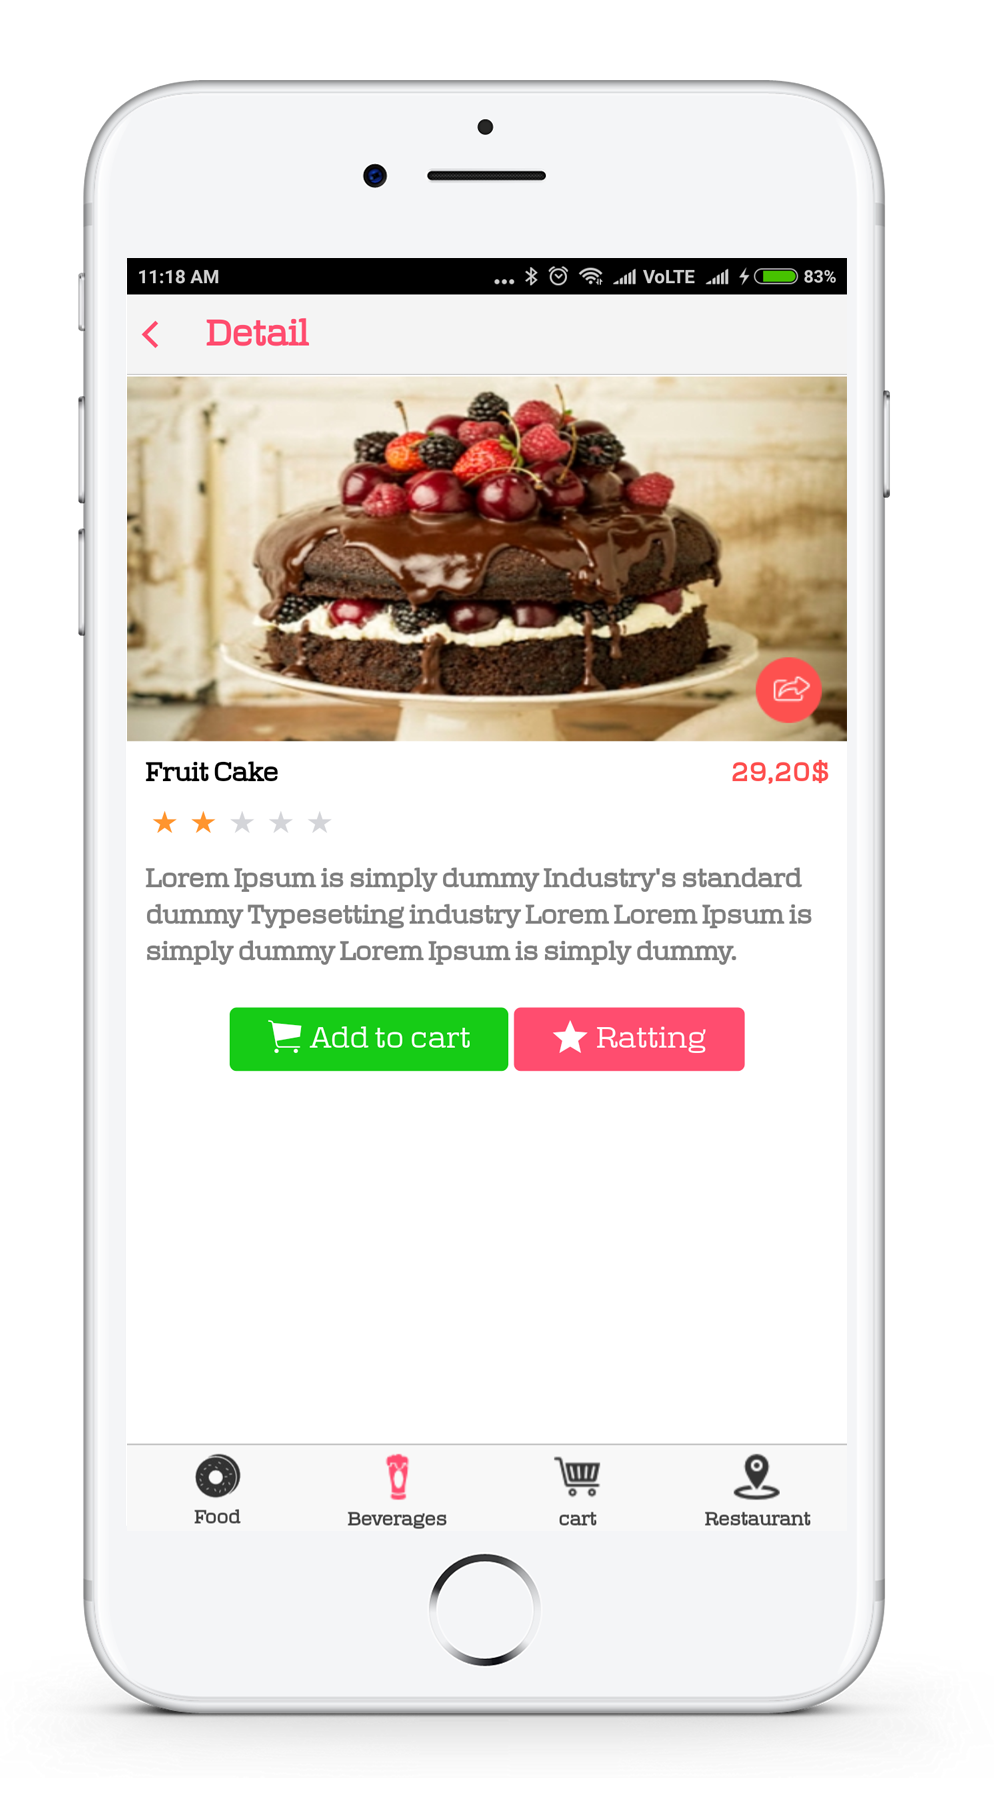 11:18 AM ... VoLTE 83%
Detail
Fruit Cake 29,20$
Lorem Ipsum is simply dummy Industry's standard
dummy Typesetting industry Lorem Lorem Ipsum is
simply dummy Lorem Ipsum is simply dummy.
Add to cart Ratting
Food Beverages cart Restaurant